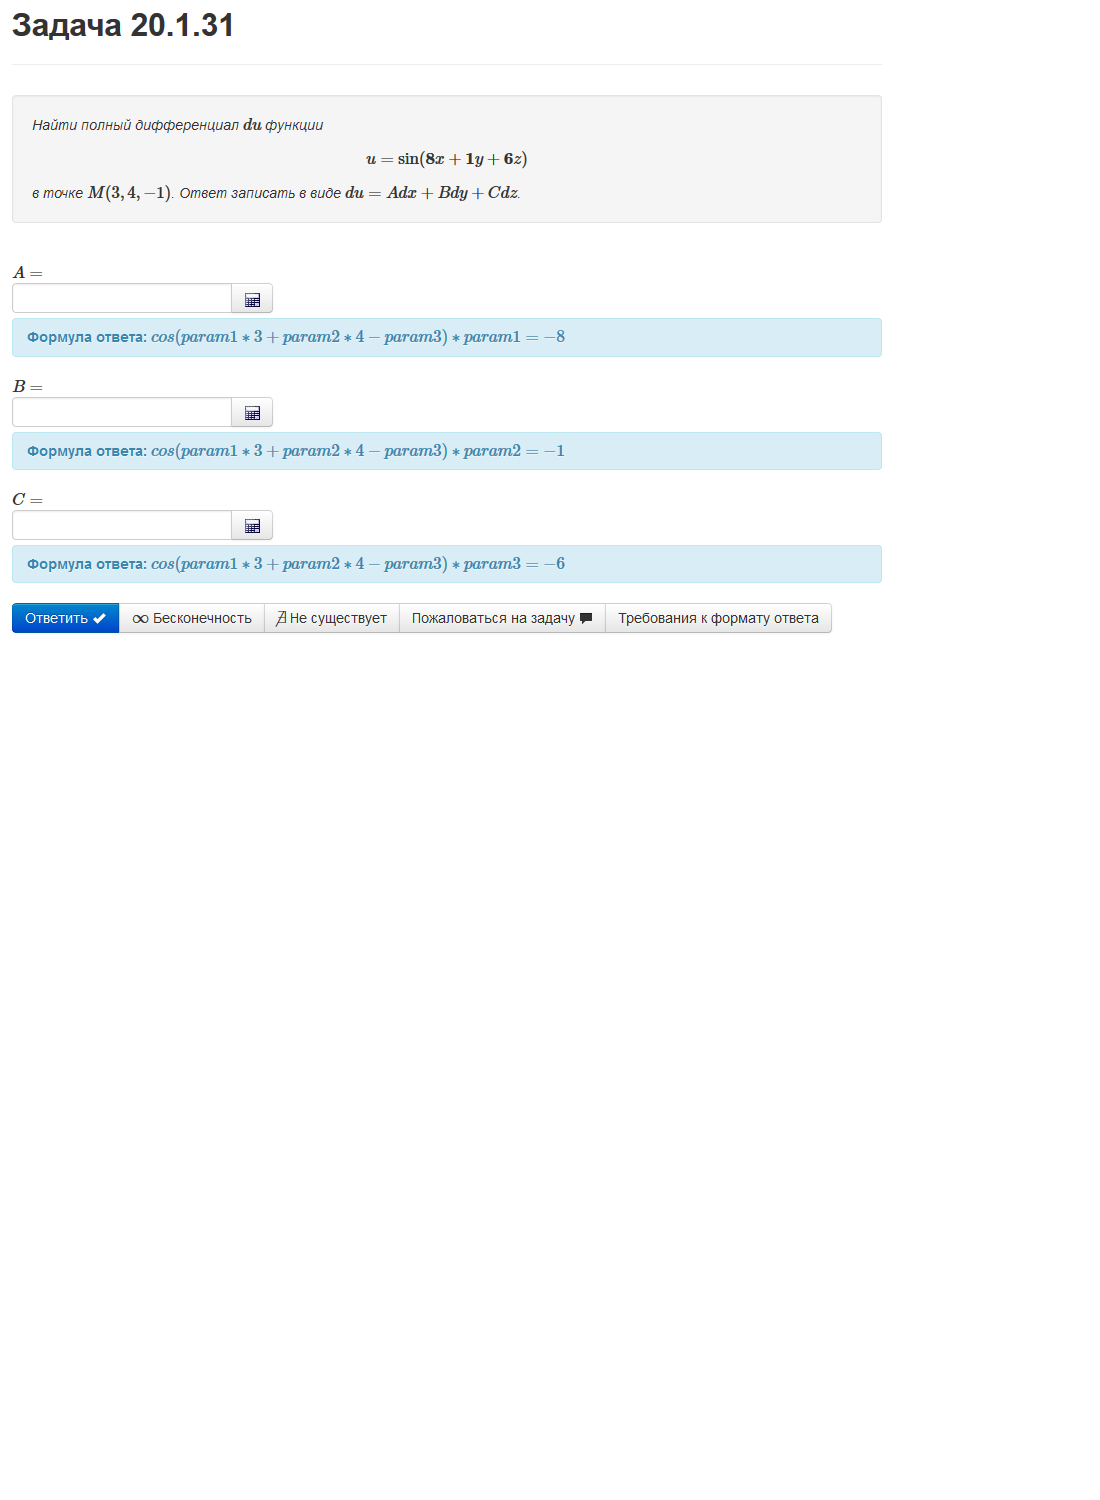 Задача 20.1.31
Найти полный дифференциал du функции
u = sin(8x + 1y + 6z)
в точке M(3, 4, −1). Ответ записать в виде du = Adx + Bdy + Cdz.
A =
Формула ответа: cos(param1 ∗ 3 + param2 ∗ 4 − param3) ∗ param1 = −8
B =
Формула ответа: cos(param1 ∗ 3 + param2 ∗ 4 − param3) ∗ param2 = −1
C =
Формула ответа: cos(param1 ∗ 3 + param2 ∗ 4 − param3) ∗ param3 = −6
Ответить ∞ Бесконечность ∄ Не существует Пожаловаться на задачу Требования к формату ответа